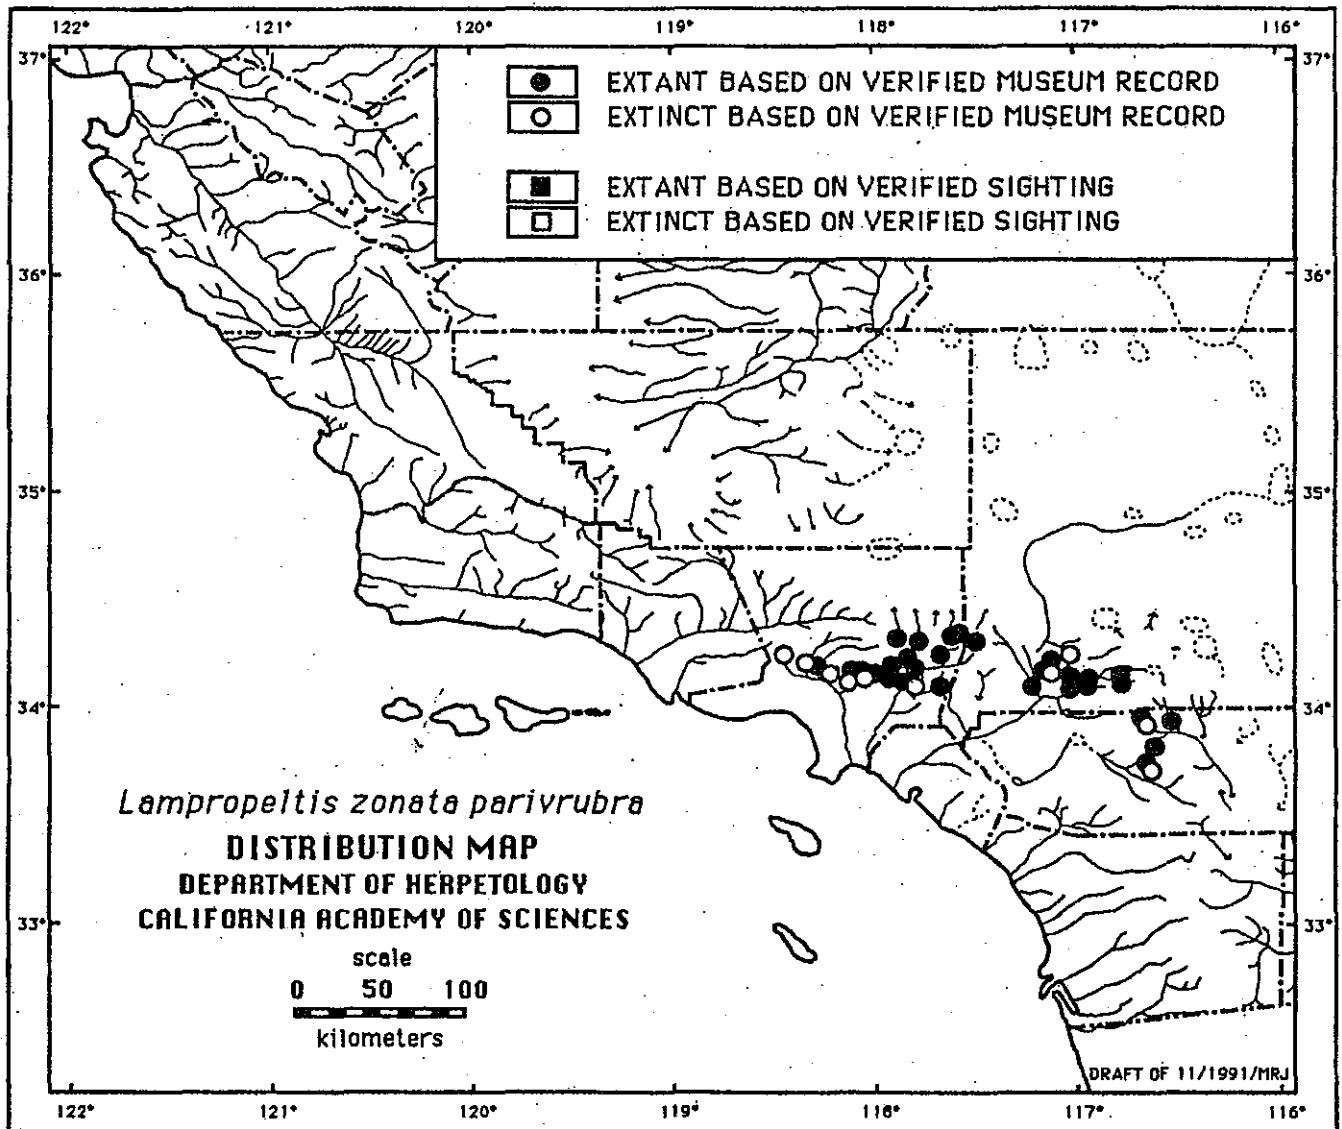 122° 121° 120° 119° 118° 117° 116°
37° 37°
EXTANT BASED ON VERIFIED MUSEUM RECORD
EXTINCT BASED ON VERIFIED MUSEUM RECORD
EXTANT BASED ON VERIFIED SIGHTING
EXTINCT BASED ON VERIFIED SIGHTING
36° 36°
35° 35°
34° 34°
Lampropeltis zonata parivrubra
DISTRIBUTION MAP
DEPARTMENT OF HERPETOLOGY
CALIFORNIA ACADEMY OF SCIENCES
33° 33°
scale
0 50 100
kilometers
DRAFT OF 11/1991/MRJ
122° 121° 120° 119° 118° 117° 116°